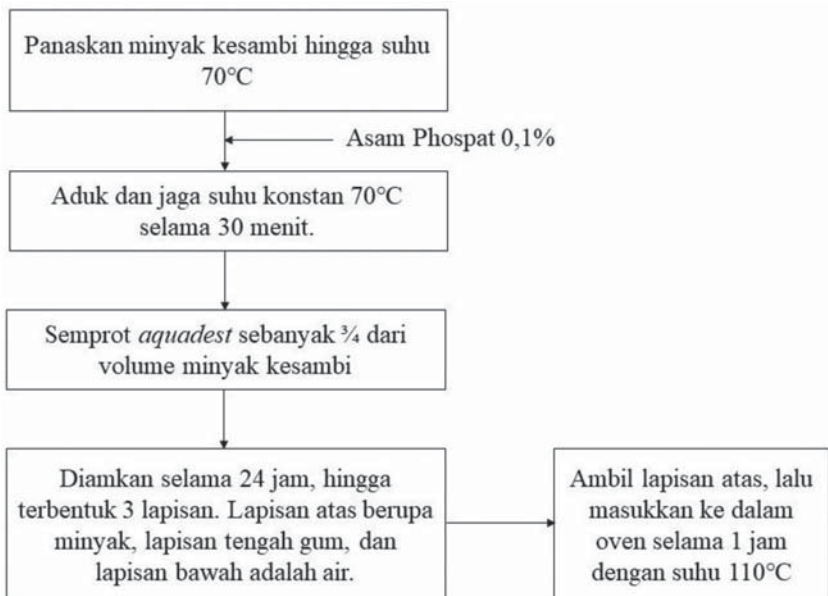 Panaskan minyak kesambi hingga suhu
70°C
Asam Phospat 0,1%
Aduk dan jaga suhu konstan 70°C
selama 30 menit.
Semprot aquadest sebanyak ¾ dari
volume minyak kesambi
Diamkan selama 24 jam, hingga
terbentuk 3 lapisan. Lapisan atas berupa
minyak, lapisan tengah gum, dan
lapisan bawah adalah air.
Ambil lapisan atas, lalu
masukkan ke dalam
oven selama 1 jam
dengan suhu 110°C